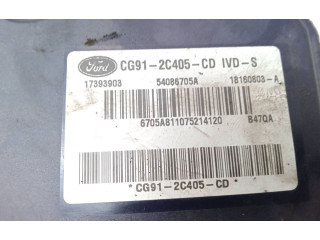 Ford CG91-2C405-CD IVD-S
17393903 54086705A 18160803-A
6705A811075214120 B47QA
*CG91-2C405-CD*